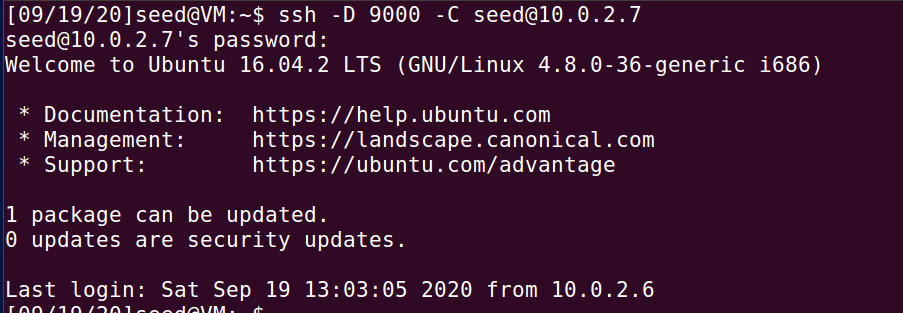 [09/19/20]seed@VM:~$ ssh -D 9000 -C seed@10.0.2.7
seed@10.0.2.7's password:
Welcome to Ubuntu 16.04.2 LTS (GNU/Linux 4.8.0-36-generic i686)

 * Documentation:  https://help.ubuntu.com
 * Management:     https://landscape.canonical.com
 * Support:        https://ubuntu.com/advantage

1 package can be updated.
0 updates are security updates.

Last login: Sat Sep 19 13:03:05 2020 from 10.0.2.6
[09/19/20]seed@VM:~$